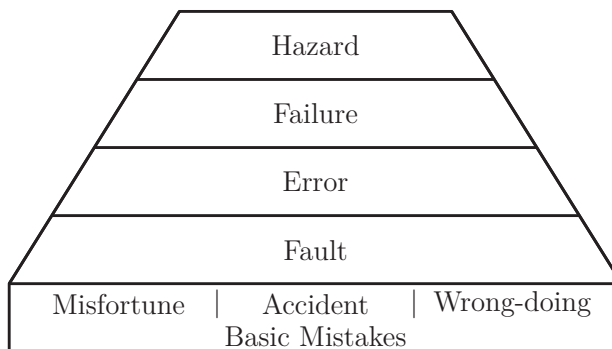 Hazard
Failure
Error
Fault
Misfortune | Accident | Wrong-doing
Basic Mistakes